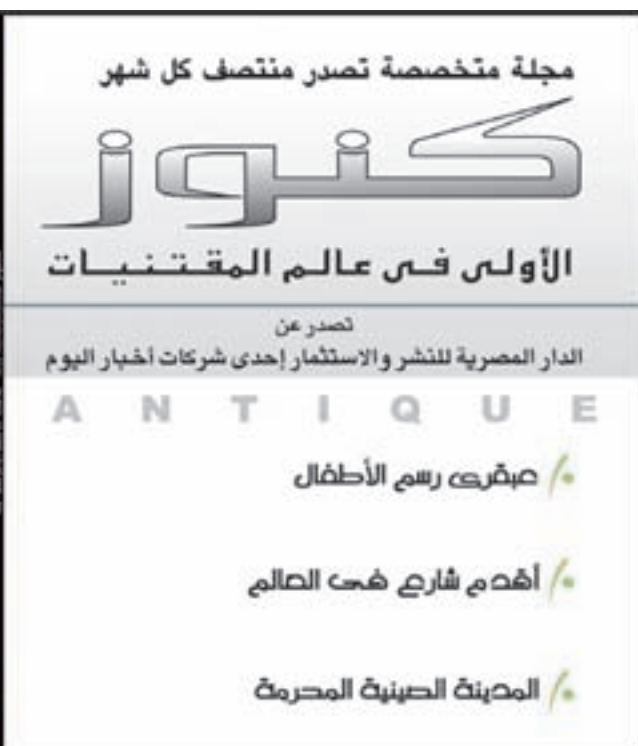 مجلة متخصصة تصدر منتصف كل شهر
كنوز
الأولى فى عالم المقتنيات
تصدر عن
الدار المصرية للنشر والاستثمار إحدى شركات أخبار اليوم
ANTIQUE
عبقرى رسم الأطفال
أقدم شارع فى العالم
المدينة الصينية المحرمة